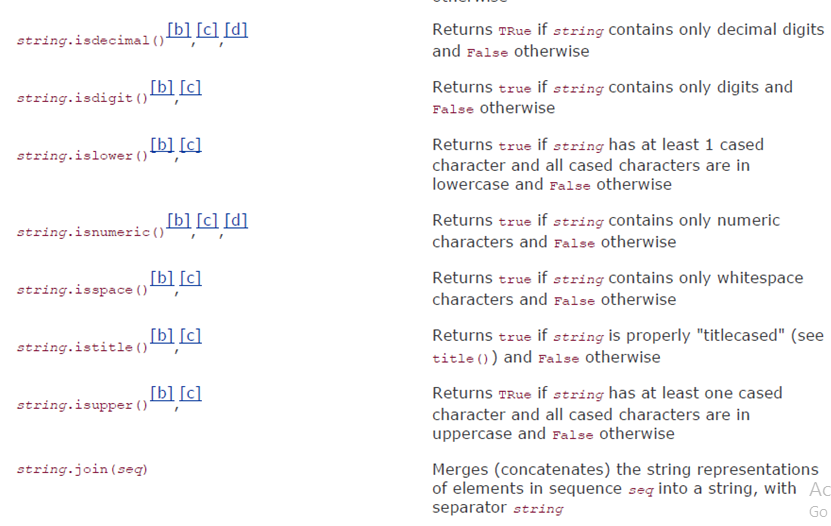 otherwise
string.isdecimal()[b],[c],[d]
Returns TRue if string contains only decimal digits
and False otherwise
string.isdigit()[b],[c]
Returns true if string contains only digits and
False otherwise
string.islower()[b],[c]
Returns true if string has at least 1 cased
character and all cased characters are in
lowercase and False otherwise
string.isnumeric()[b],[c],[d]
Returns true if string contains only numeric
characters and False otherwise
string.isspace()[b],[c]
Returns true if string contains only whitespace
characters and False otherwise
string.istitle()[b],[c]
Returns true if string is properly "titlecased" (see
title()) and False otherwise
string.isupper()[b],[c]
Returns TRue if string has at least one cased
character and all cased characters are in
uppercase and False otherwise
string.join(seq)
Merges (concatenates) the string representations
of elements in sequence seq into a string, with
separator string
Ac
Go